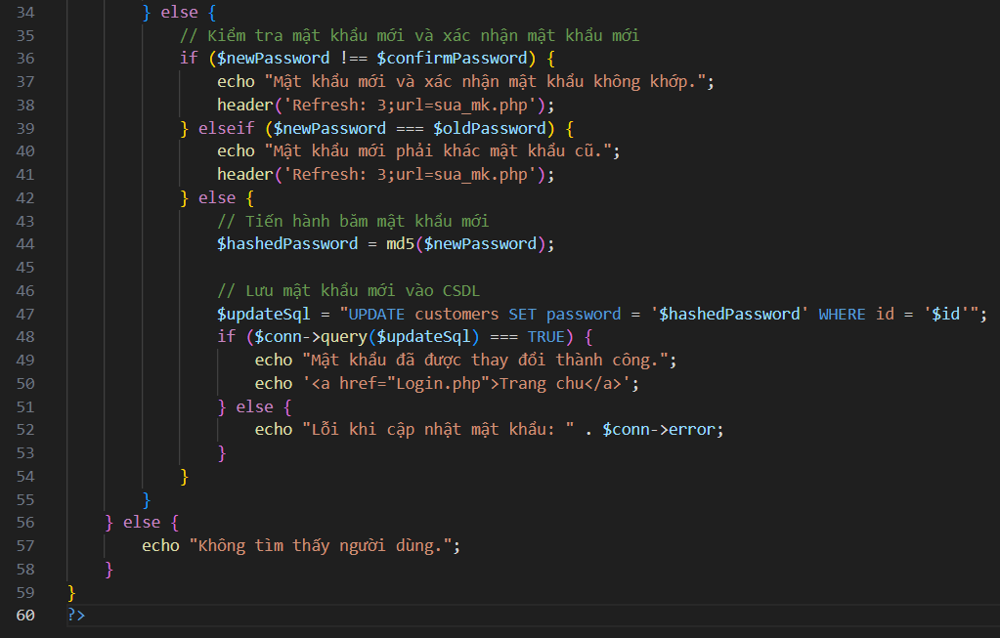 34 } else {
35 // Kiểm tra mật khẩu mới và xác nhận mật khẩu mới
36 if ($newPassword !== $confirmPassword) {
37 echo "Mật khẩu mới và xác nhận mật khẩu không khớp.";
38 header('Refresh: 3;url=sua_mk.php');
39 } elseif ($newPassword === $oldPassword) {
40 echo "Mật khẩu mới phải khác mật khẩu cũ.";
41 header('Refresh: 3;url=sua_mk.php');
42 } else {
43 // Tiến hành băm mật khẩu mới
44 $hashedPassword = md5($newPassword);
45
46 // Lưu mật khẩu mới vào CSDL
47 $updateSql = "UPDATE customers SET password = '$hashedPassword' WHERE id = '$id'";
48 if ($conn->query($updateSql) === TRUE) {
49 echo "Mật khẩu đã được thay đổi thành công.";
50 echo '<a href="Login.php">Trang chu</a>';
51 } else {
52 echo "Lỗi khi cập nhật mật khẩu: " . $conn->error;
53 }
54 }
55 }
56 } else {
57 echo "Không tìm thấy người dùng.";
58 }
59 }
60 ?>